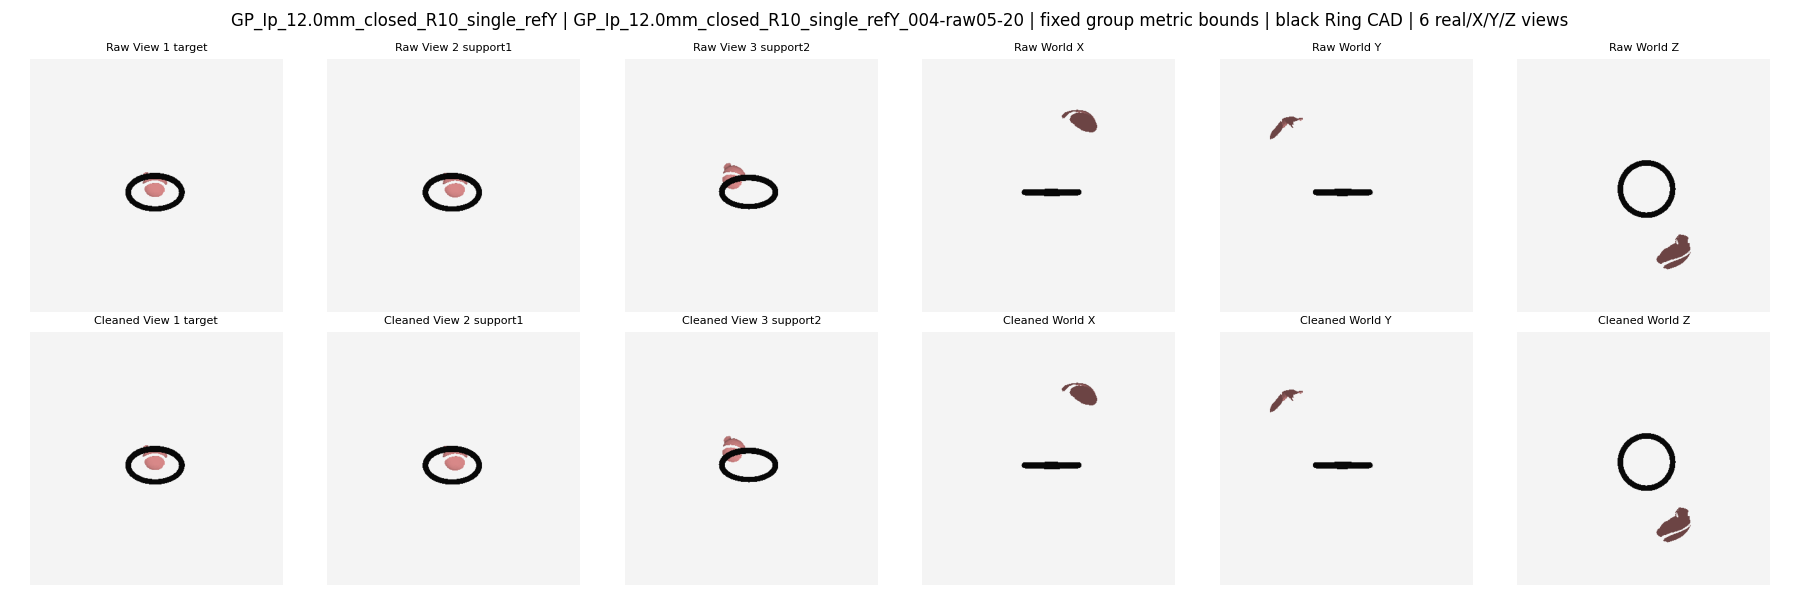 GP_Ip_12.0mm_closed_R10_single_refY | GP_Ip_12.0mm_closed_R10_single_refY_004-raw05-20 | fixed group metric bounds | black Ring CAD | 6 real/X/Y/Z views
Raw View 1 target
Raw View 2 support1
Raw View 3 support2
Raw World X
Raw World Y
Raw World Z
Cleaned View 1 target
Cleaned View 2 support1
Cleaned View 3 support2
Cleaned World X
Cleaned World Y
Cleaned World Z